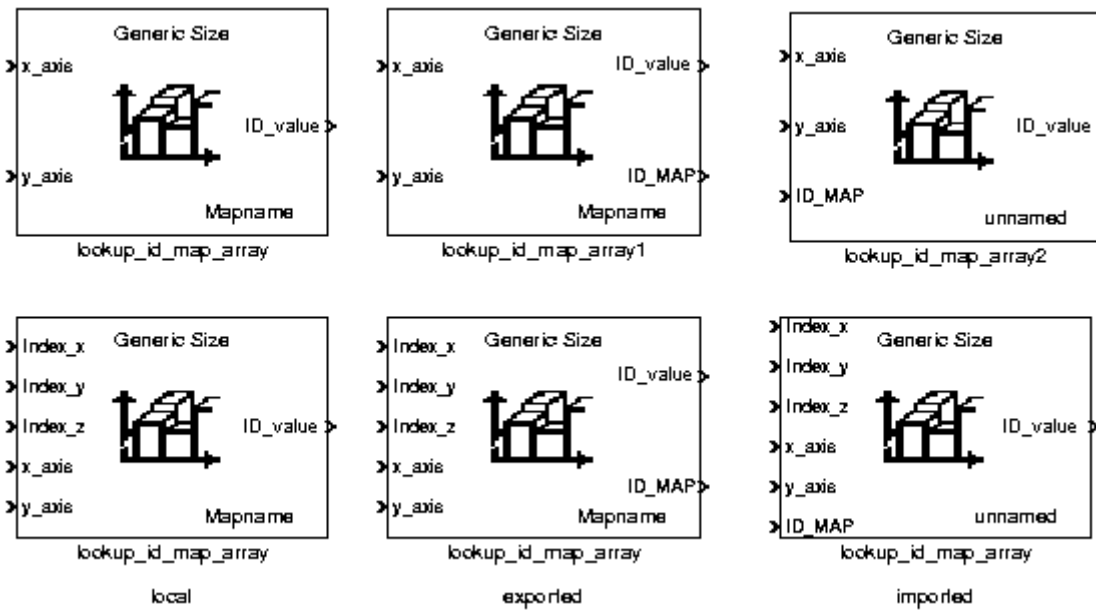 Generic Size
x_axis
ID_value
y_axis
Mapname
lookup_id_map_array
Generic Size
x_axis
ID_value
y_axis
ID_MAP
Mapname
lookup_id_map_array1
Generic Size
x_axis
y_axis
ID_value
ID_MAP
unnamed
lookup_id_map_array2
Generic Size
Index_x
Index_y
Index_z
ID_value
x_axis
y_axis
Mapname
lookup_id_map_array
local
Generic Size
Index_x
ID_value
Index_y
Index_z
x_axis
ID_MAP
y_axis
Mapname
lookup_id_map_array
exported
Index_x
Generic Size
Index_y
Index_z
ID_value
x_axis
y_axis
unnamed
ID_MAP
lookup_id_map_array
imported